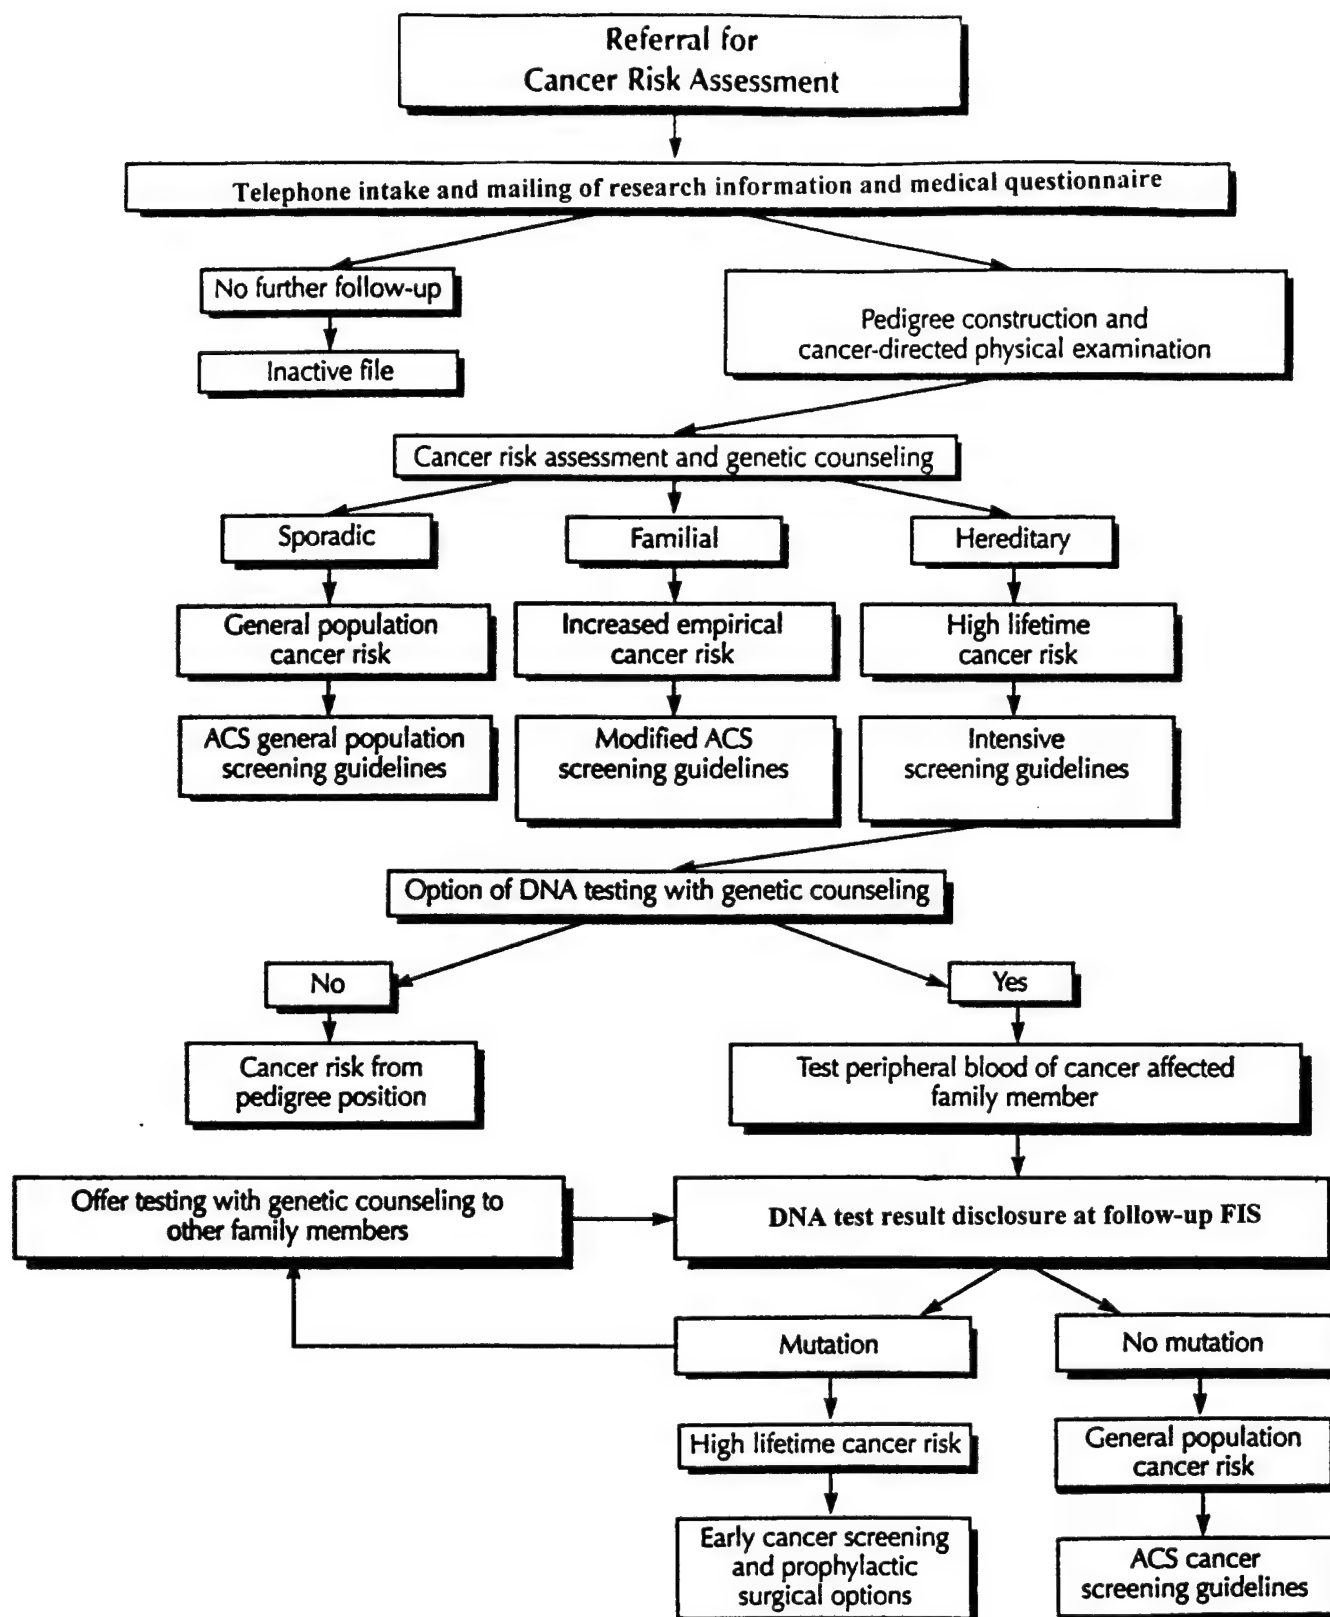 Referral for
Cancer Risk Assessment
Telephone intake and mailing of research information and medical questionnaire
No further follow-up
Inactive file
Pedigree construction and
cancer-directed physical examination
Cancer risk assessment and genetic counseling
Sporadic
Familial
Hereditary
General population
cancer risk
Increased empirical
cancer risk
High lifetime
cancer risk
ACS general population
screening guidelines
Modified ACS
screening guidelines
Intensive
screening guidelines
Option of DNA testing with genetic counseling
No
Yes
Cancer risk from
pedigree position
Test peripheral blood of cancer affected
family member
Offer testing with genetic counseling to
other family members
DNA test result disclosure at follow-up FIS
Mutation
No mutation
High lifetime cancer risk
General population
cancer risk
Early cancer screening
and prophylactic
surgical options
ACS cancer
screening guidelines